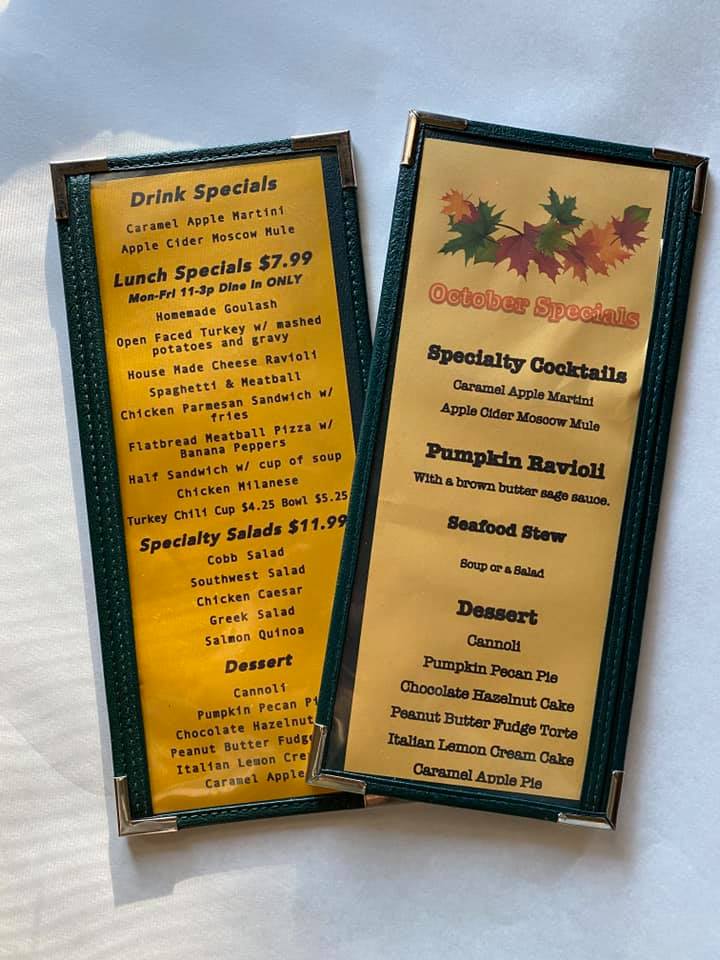 Drink Specials
Caramel Apple Martini
Apple Cider Moscow Mule
Lunch Specials $7.99
Mon-Fri 11-3p Dine in ONLY
Homemade Goulash
Open Faced Turkey w/ mashed
potatoes and gravy
House Made Cheese Ravioli
Spaghetti & Meatball
Chicken Parmesan Sandwich w/
fries
Flatbread Meatball Pizza w/
Banana Peppers
Half Sandwich w/ cup of soup
Chicken Milanese
Turkey Chili Cup $4.25 Bowl $5.25
Specialty Salads $11.99
Cobb Salad
Southwest Salad
Chicken Caesar
Greek Salad
Salmon Quinoa
Dessert
Cannoli
Pumpkin Pecan Pi
Chocolate Hazelnut
Peanut Butter Fudg
Italian Lemon Cre
Caramel Apple
October Specials
Specialty Cocktails
Caramel Apple Martini
Apple Cider Moscow Mule
Pumpkin Ravioli
With a brown butter sage sauce.
Seafood Stew
Soup or a Salad
Dessert
Cannoli
Pumpkin Pecan Pie
Chocolate Hazelnut Cake
Peanut Butter Fudge Torte
Italian Lemon Cream Cake
Caramel Apple Pie